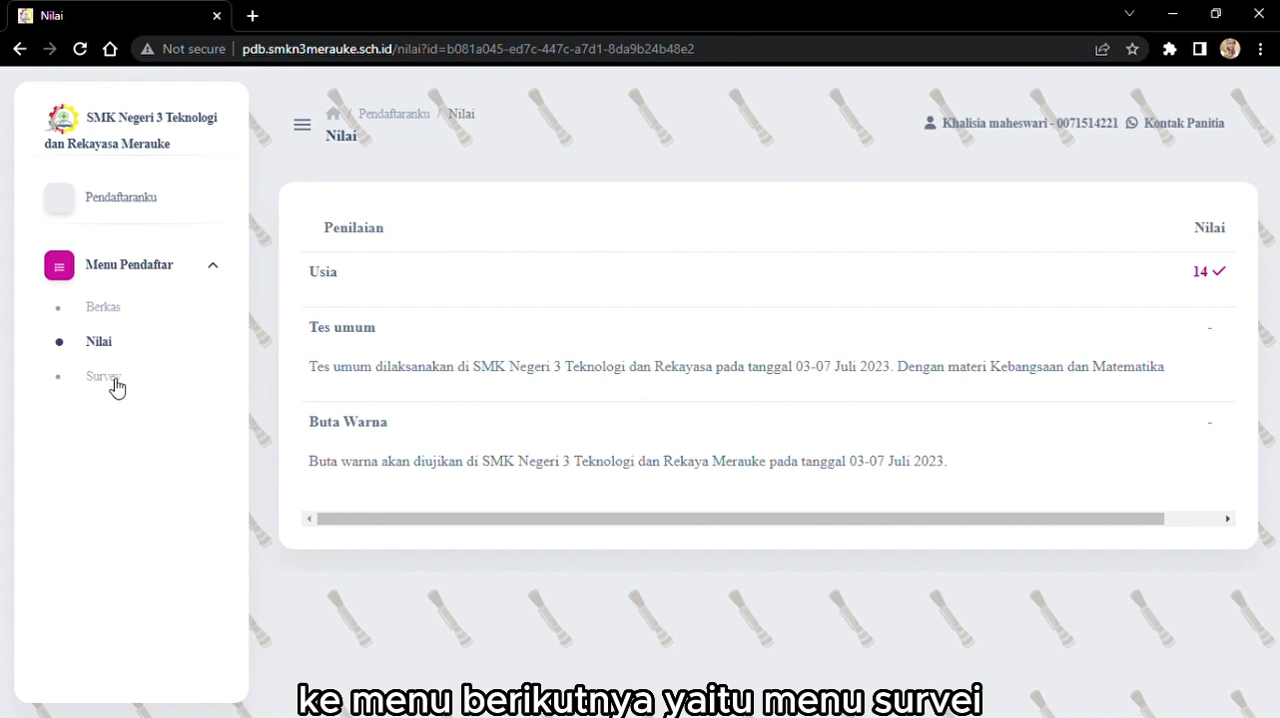 Nilai
Not secure
pdb.smkn3merauke.sch.id/nilai?id=b081a045-ed7c-447c-a7d1-8da9b24b48e2
SMK Negeri 3 Teknologi
dan Rekayasa Merauke
Pendaftaranku
Menu Pendaftar
Berkas
Nilai
Survey
/ Pendaftaranku / Nilai
Nilai
Khalisia maheswari - 0071514221 Kontak Panitia
Penilaian Nilai
Usia 14
Tes umum -
Tes umum dilaksanakan di SMK Negeri 3 Teknologi dan Rekayasa pada tanggal 03-07 Juli 2023. Dengan materi Kebangsaan dan Matematika
Buta Warna -
Buta warna akan diujikan di SMK Negeri 3 Teknologi dan Rekaya Merauke pada tanggal 03-07 Juli 2023.
ke menu berikutnya yaitu menu survei